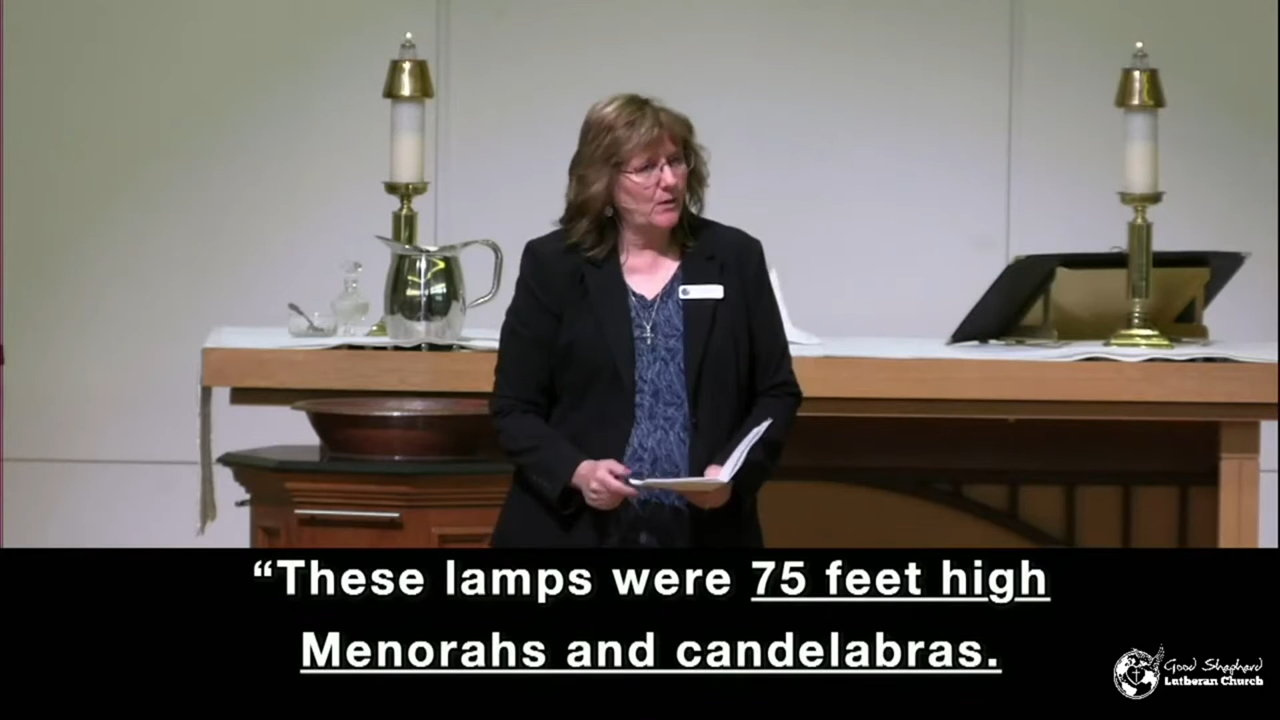 “These lamps were 75 feet high
Menorahs and candelabras.
Good Shepherd
Lutheran Church